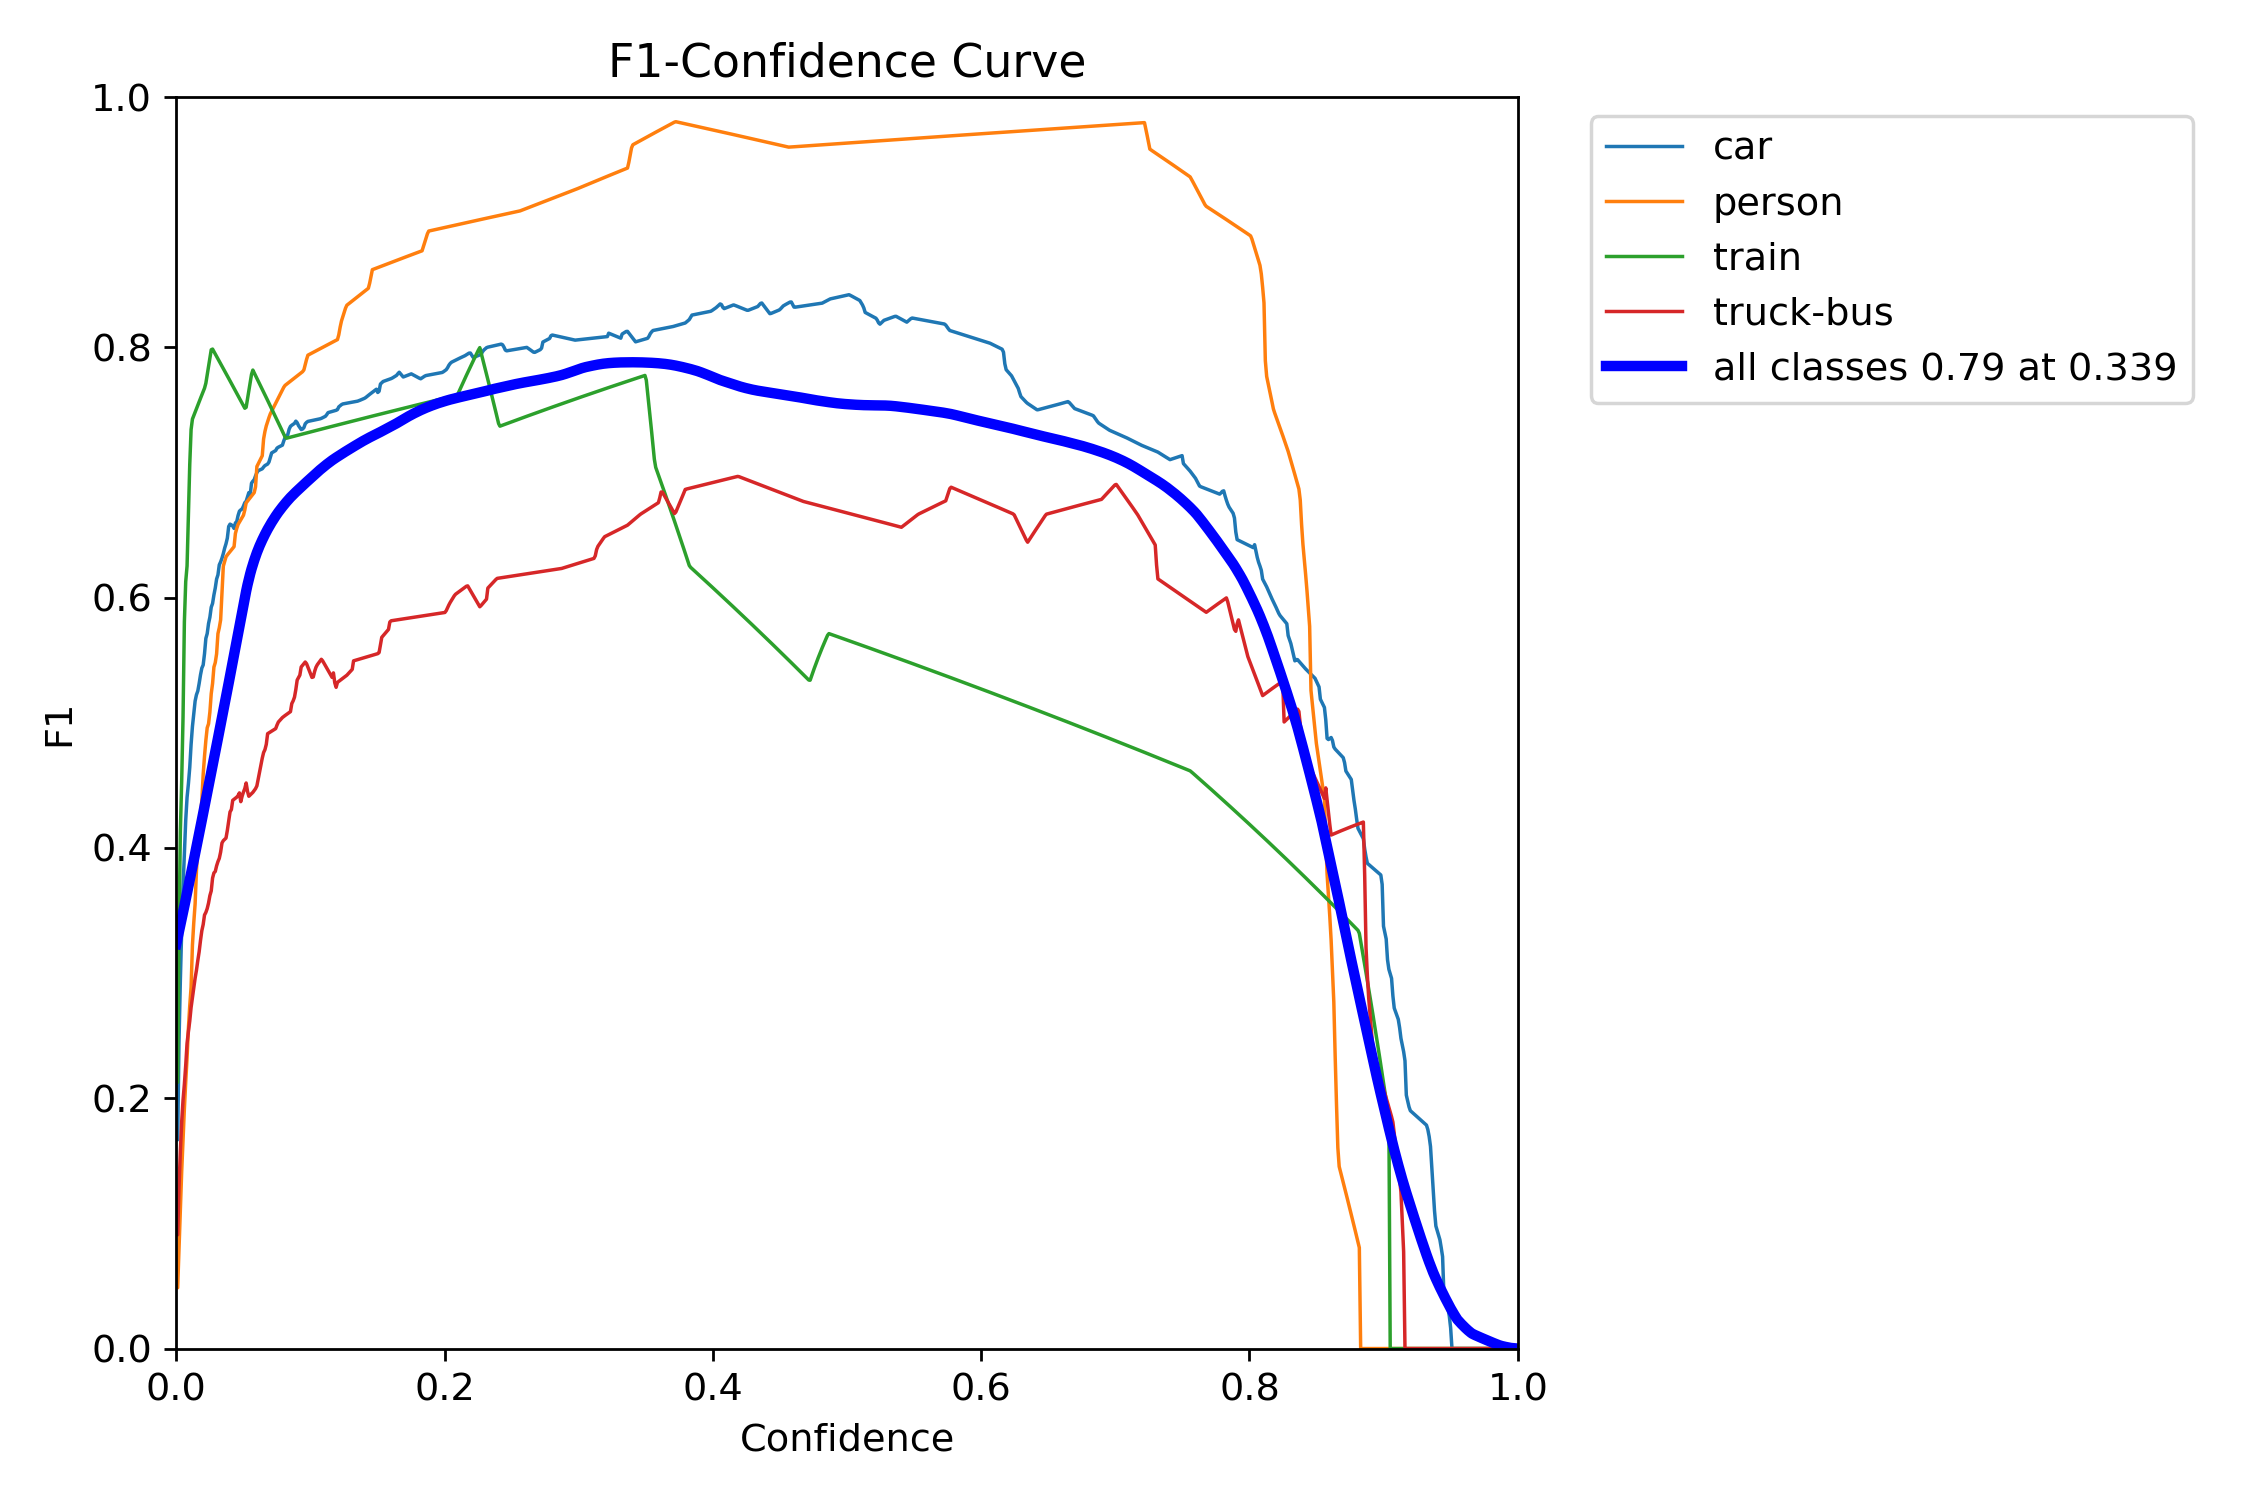 F1-Confidence Curve
1.0
0.8
0.6
0.4
0.2
0.0
F1
0.0 0.2 0.4 0.6 0.8 1.0
Confidence
car
person
train
truck-bus
all classes 0.79 at 0.339